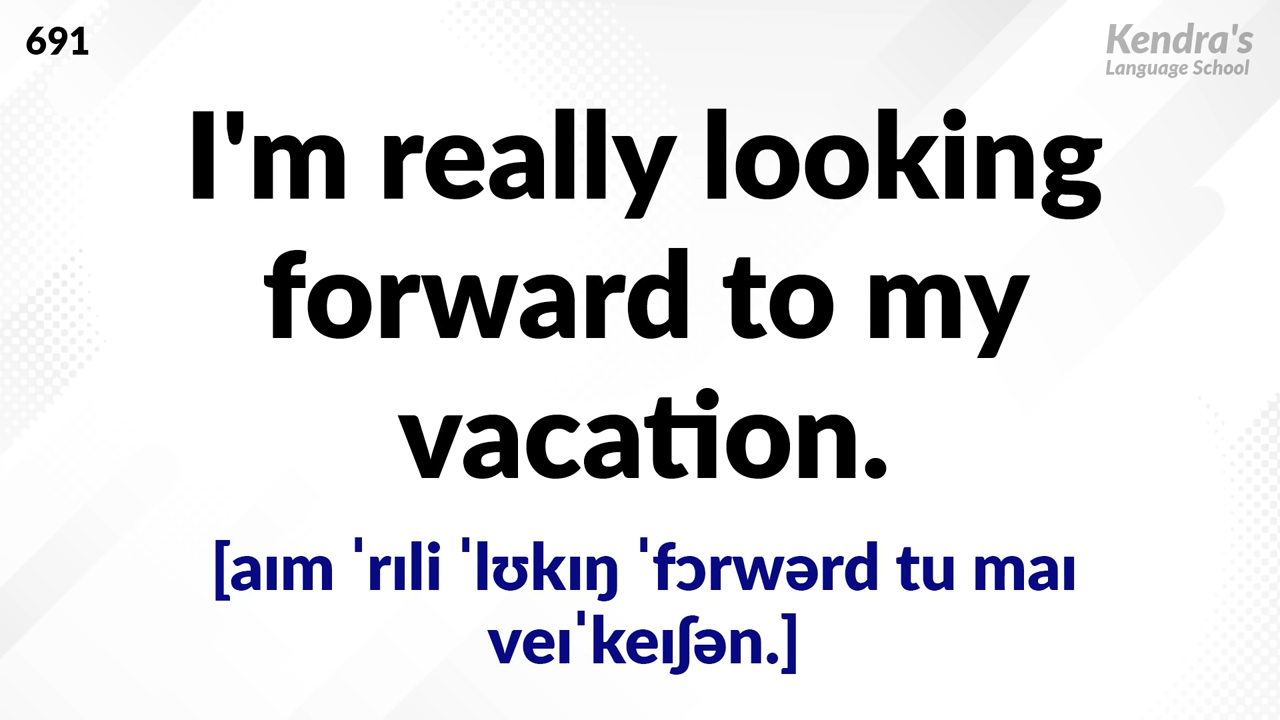 691
Kendra's
Language School
I'm really looking
forward to my
vacation.
[aɪm ˈrɪli ˈlʊkɪŋ ˈfɔrwərd tu maɪ
veɪˈkeɪʃən.]